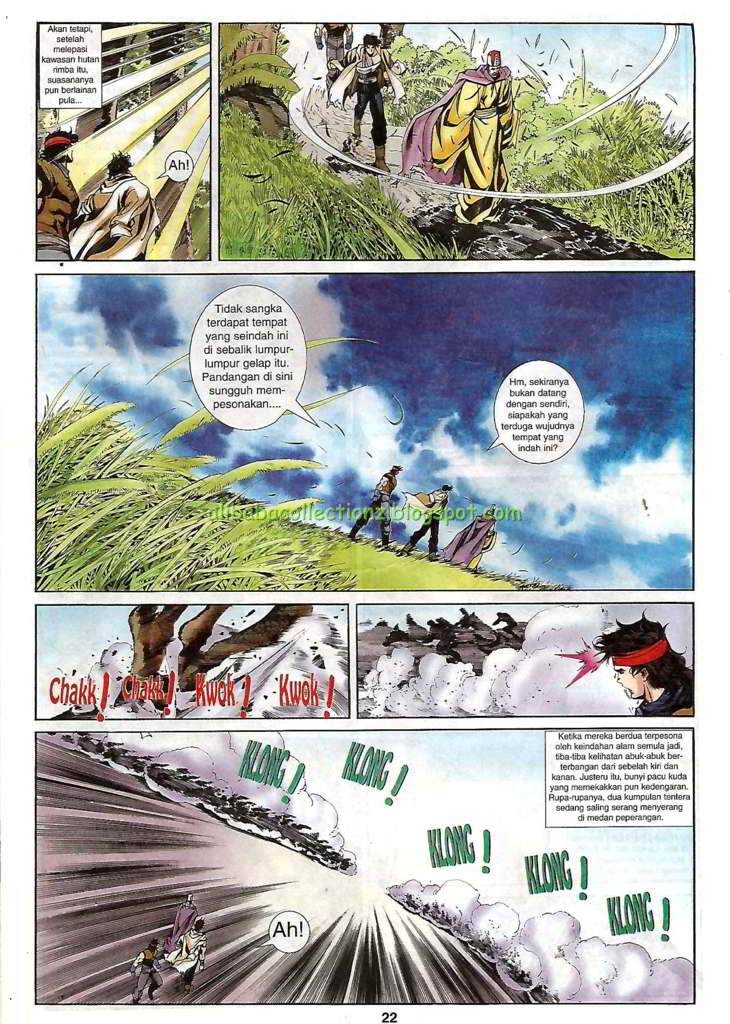 Akan tetapi,
setelah
melepasi
kawasan hutan
rimba itu,
suasananya
pun berlainan
pula...
Ah!
Tidak sangka
terdapat tempat
yang seindah ini
di sebalik lumpur-
lumpur gelap itu.
Pandangan di sini
sungguh mem-
pesonakan....
Hm, sekiranya
bukan datang
dengan sendiri,
siapakah yang
terduga wujudnya
tempat yang
indah ini?
alibabacollectionz.blogspot.com
Chakk! Chakk! Kwok! Kwok!
Ketika mereka berdua terpesona
oleh keindahan alam semula jadi,
tiba-tiba kelihatan abuk-abuk ber-
terbangan dari sebelah kiri dan
kanan. Justeru itu, bunyi pacu kuda
yang memekakkan pun kedengaran.
Rupa-rupanya, dua kumpulan tentera
sedang saling serang menyerang
di medan peperangan.
KLONG!
KLONG!
KLONG!
KLONG!
KLONG!
Ah!
22